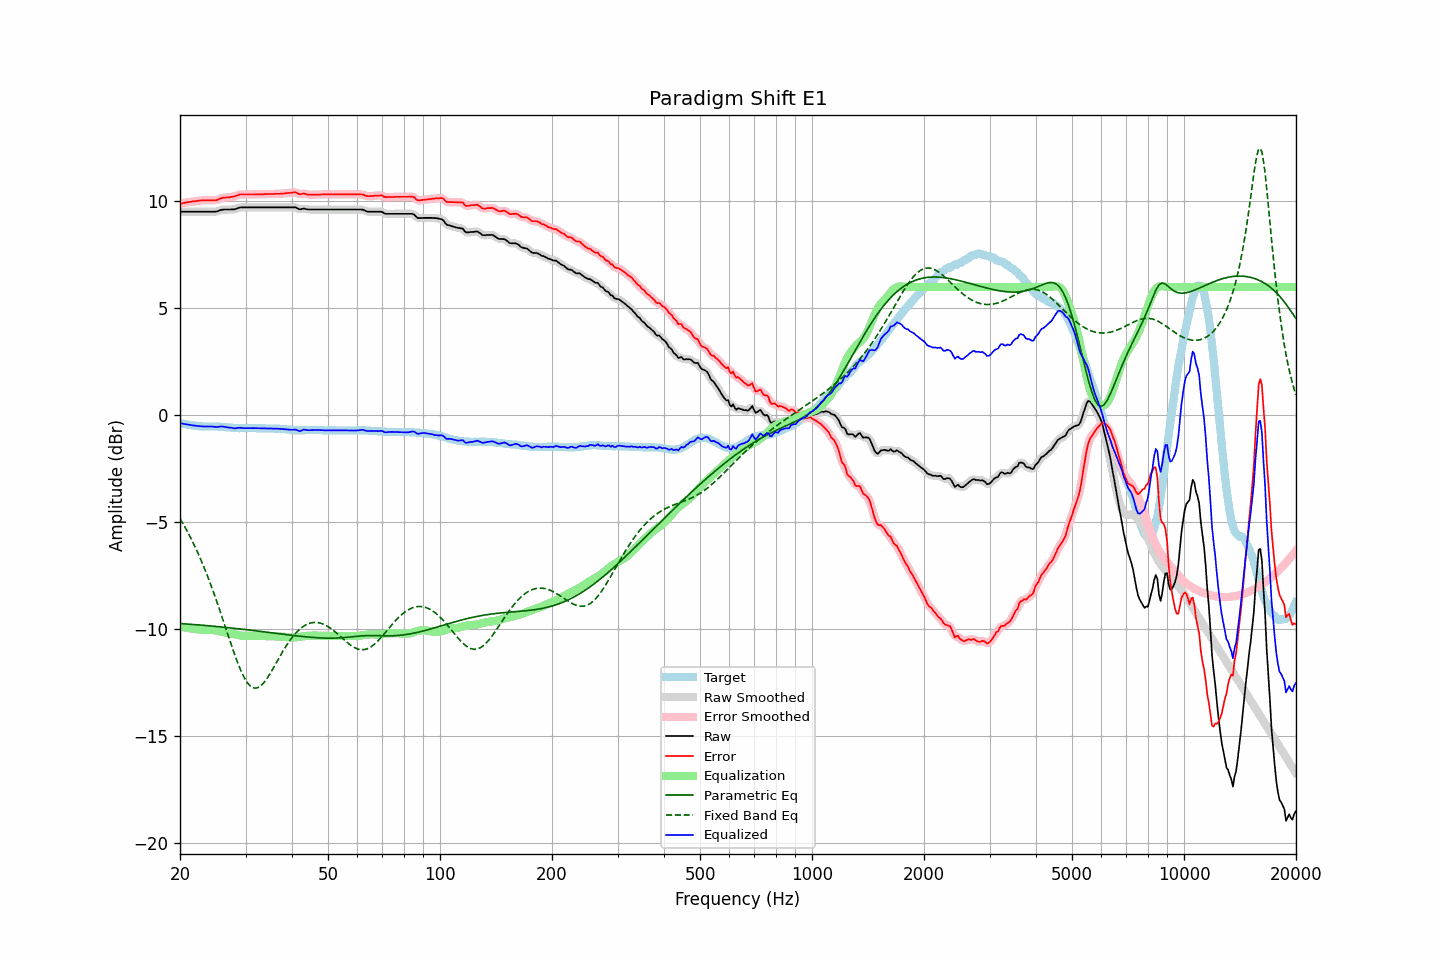 Paradigm Shift E1
Amplitude (dBr)
10
5
0
−5
−10
−15
−20
Target
Raw Smoothed
Error Smoothed
Raw
Error
Equalization
Parametric Eq
Fixed Band Eq
Equalized
20 50 100 200 500 1000 2000 5000 10000 20000
Frequency (Hz)